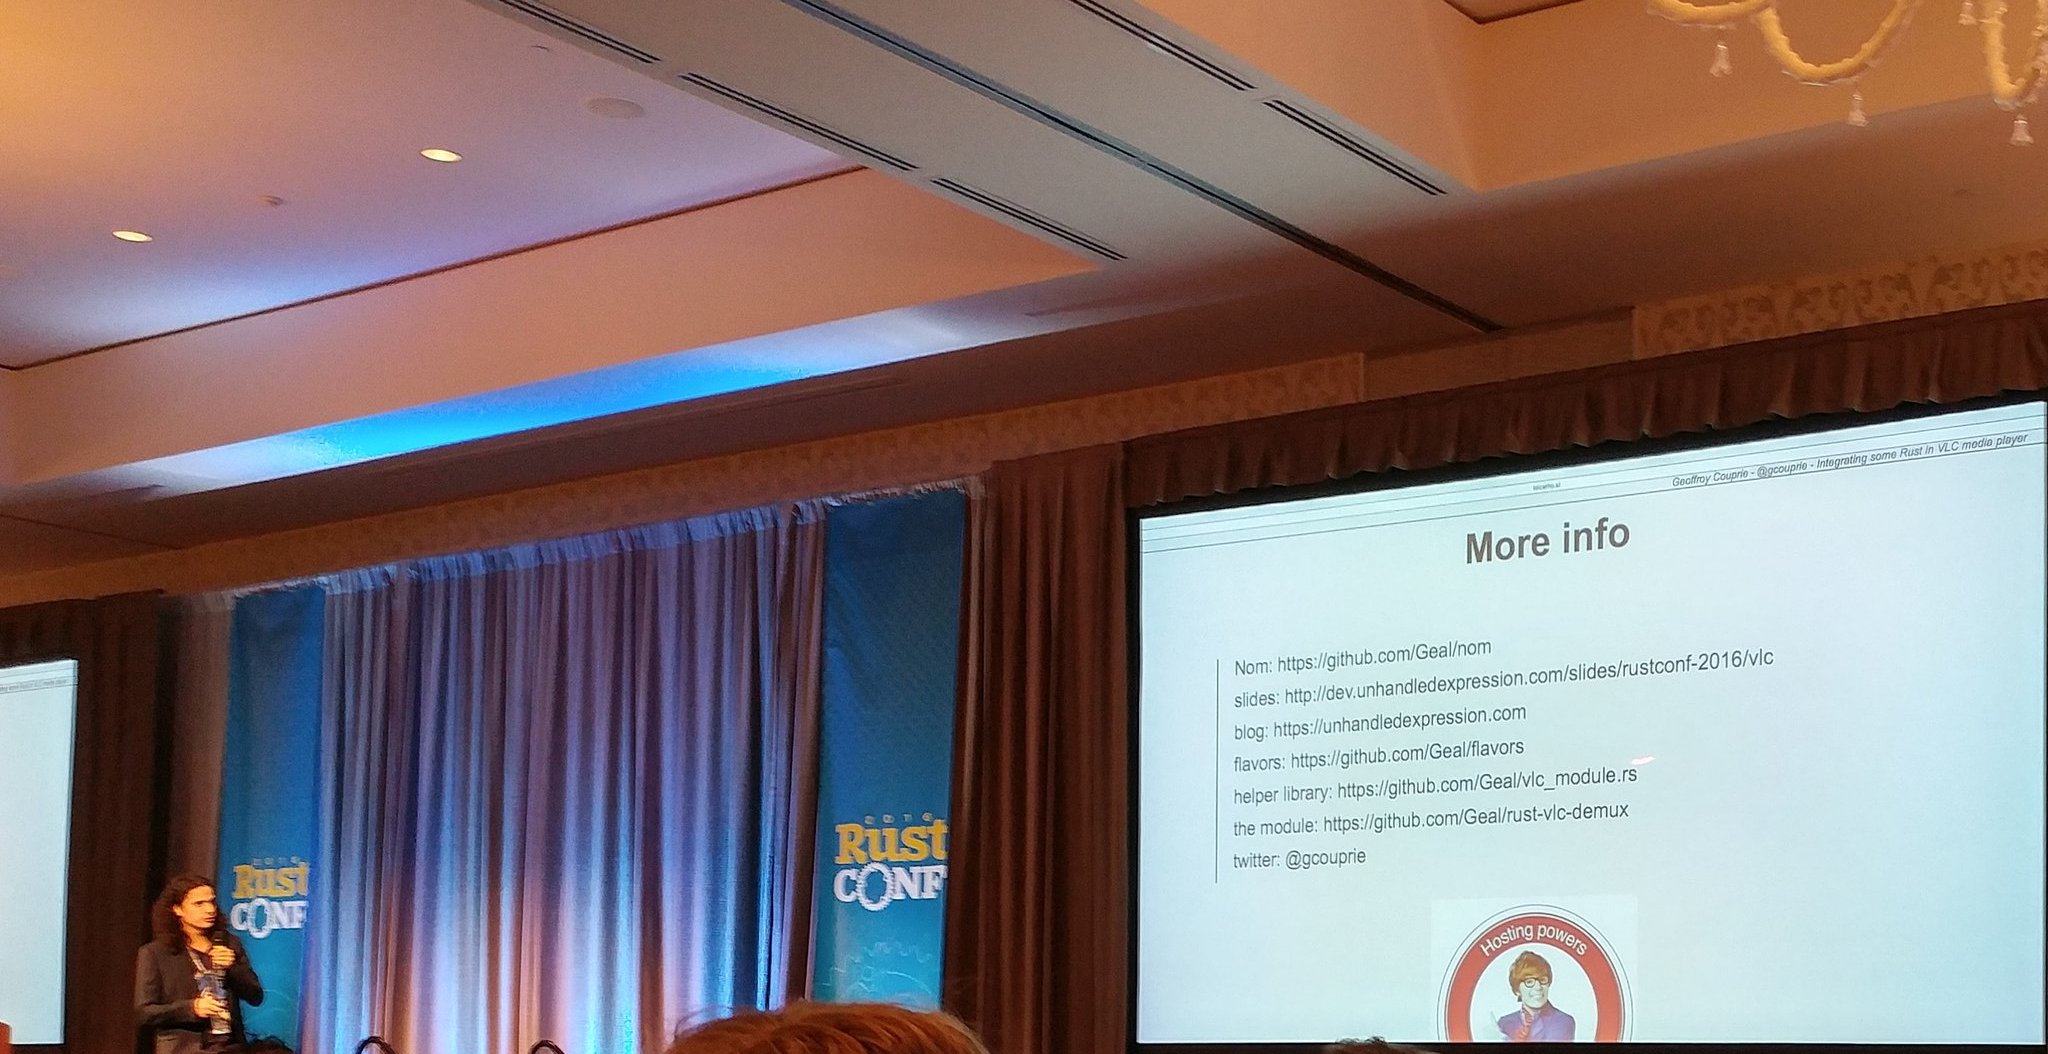 Geoffroy Couprie - @gcouprie - Integrating some Rust in VLC media player
More info
Nom: https://github.com/Geal/nom
slides: http://dev.unhandledexpression.com/slides/rustconf-2016/vlc
blog: https://unhandledexpression.com
flavors: https://github.com/Geal/flavors
helper library: https://github.com/Geal/vlc_module.rs
the module: https://github.com/Geal/rust-vlc-demux
twitter: @gcouprie
Hosting powers
2016
Rust
CONF
2016
Rust
CONF